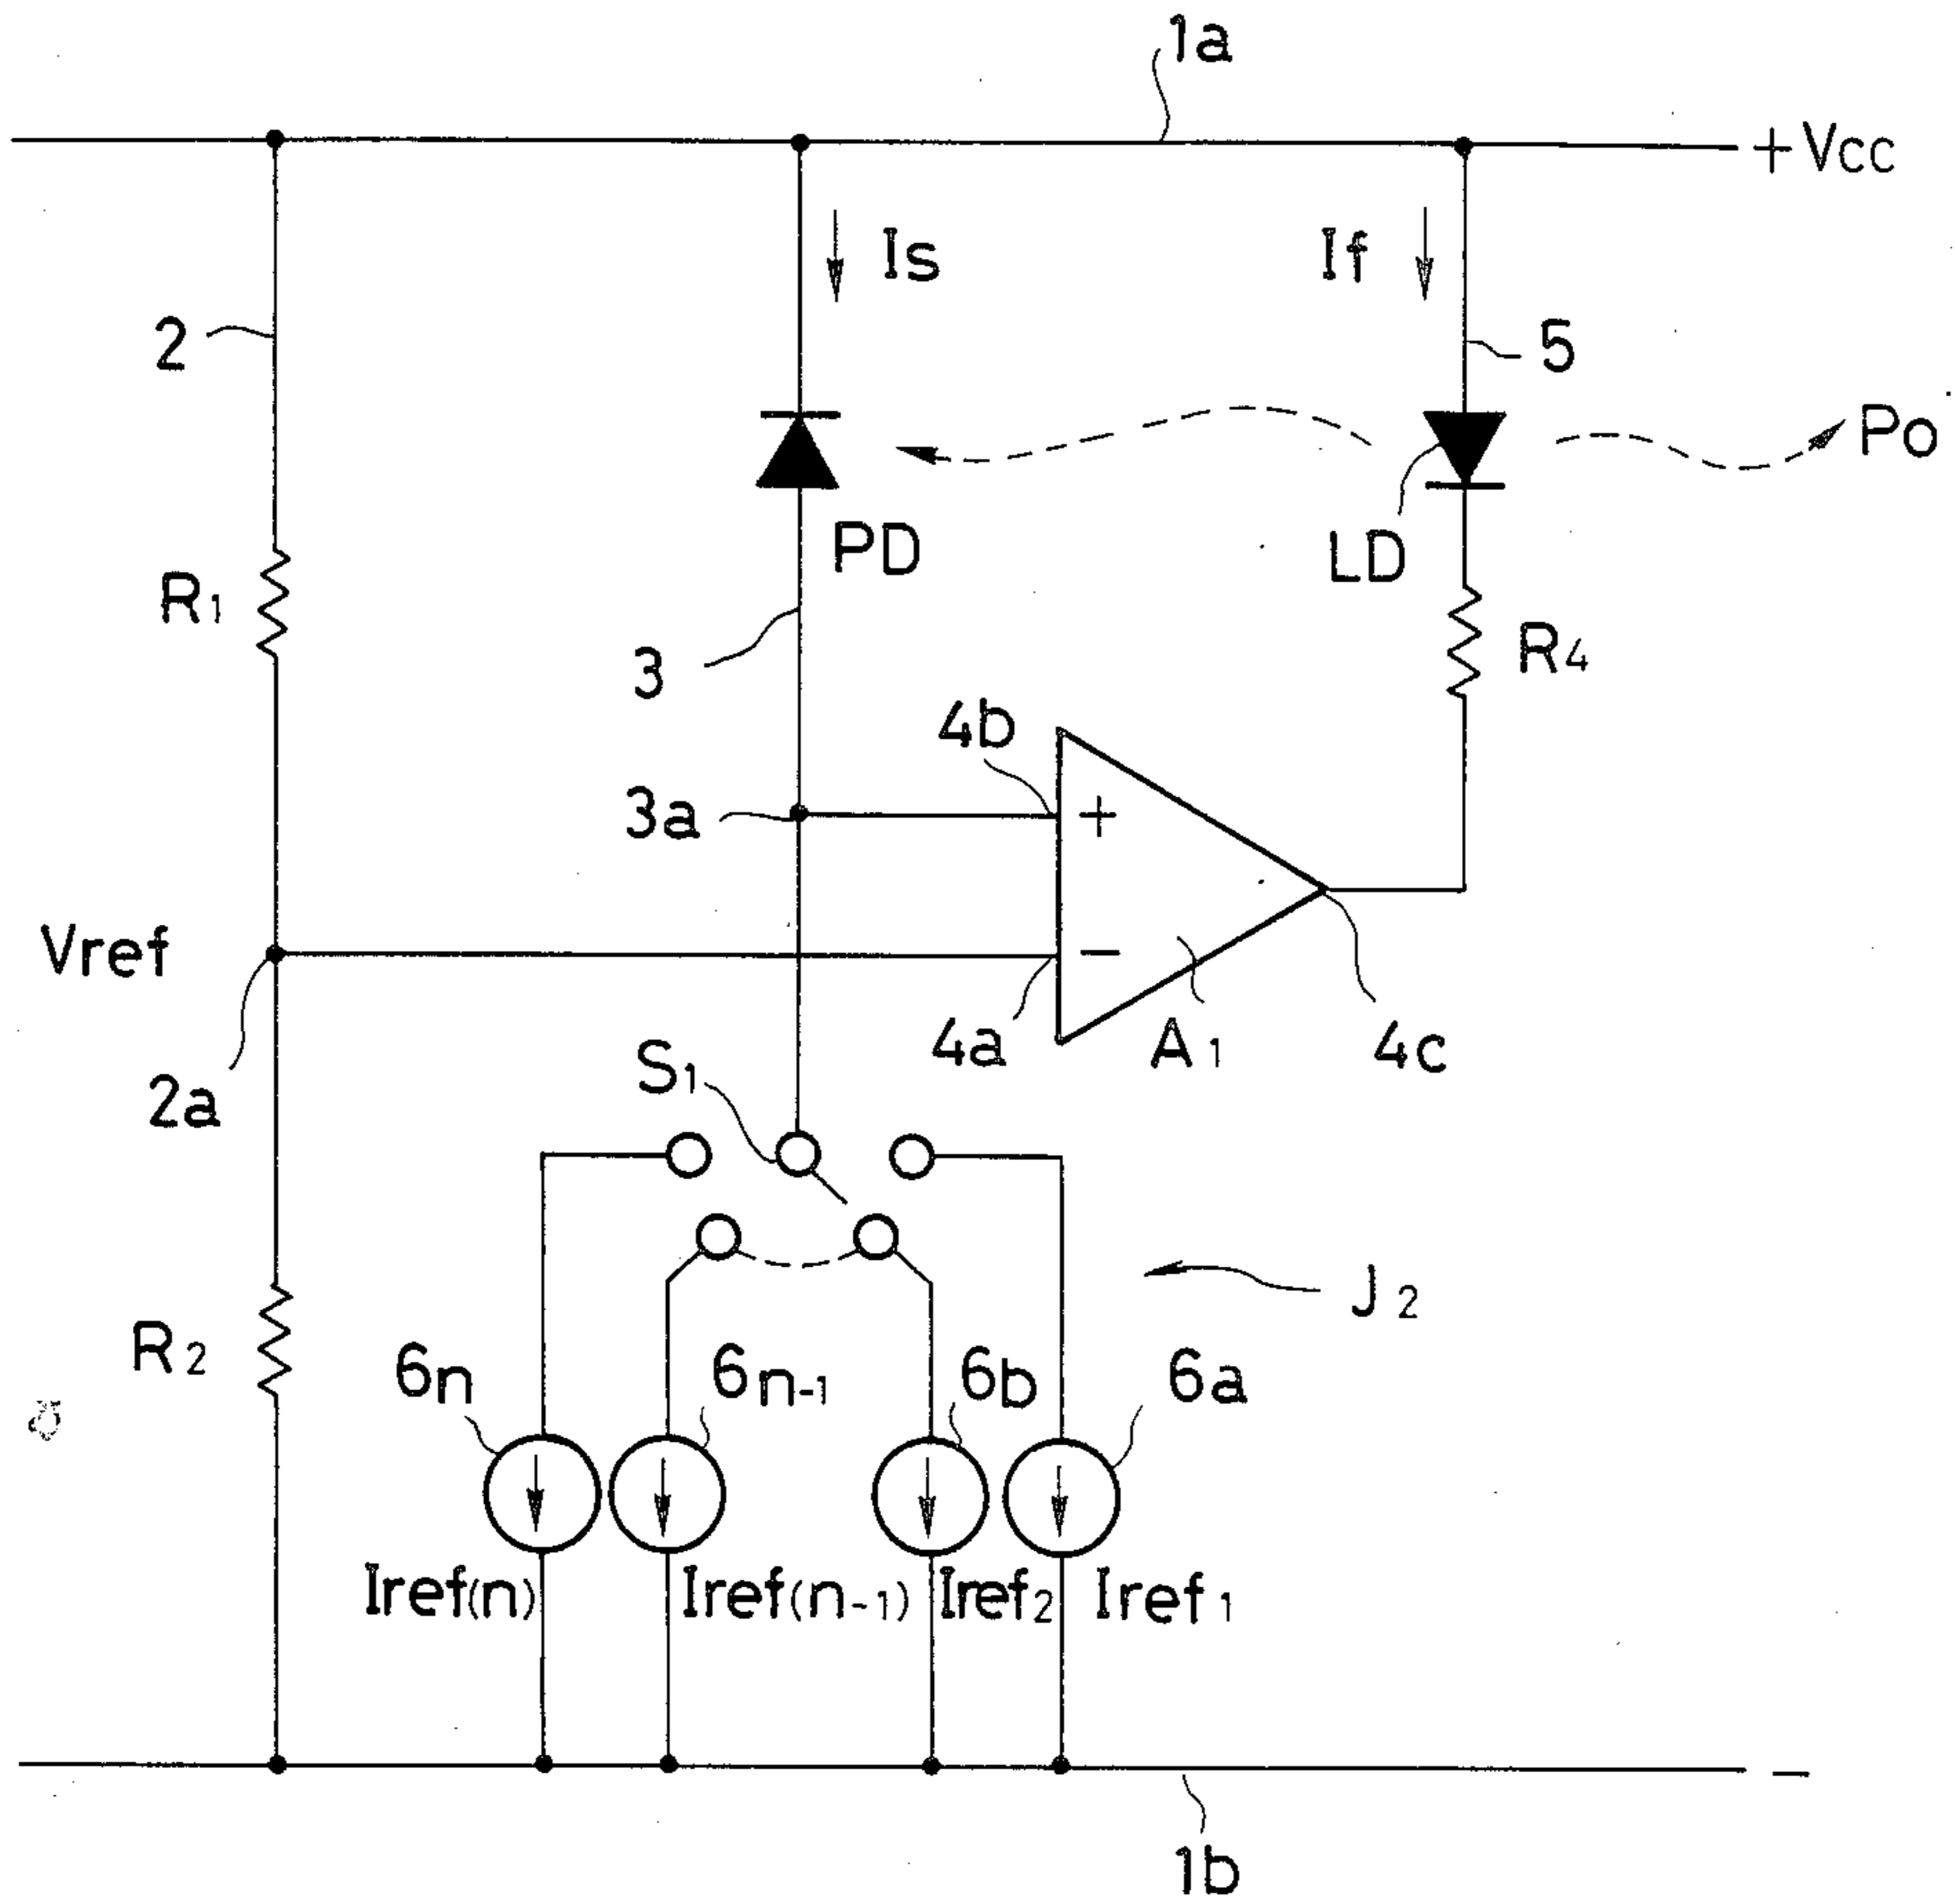 1a
+Vcc
Is
If
2
5
Po
PD
LD
R1
R4
3
4b
3a
+
Vref
−
4a
A1
4c
S1
2a
J2
R2
6n
6n-1
6b
6a
Iref(n)
Iref(n-1)
Iref2
Iref1
−
1b